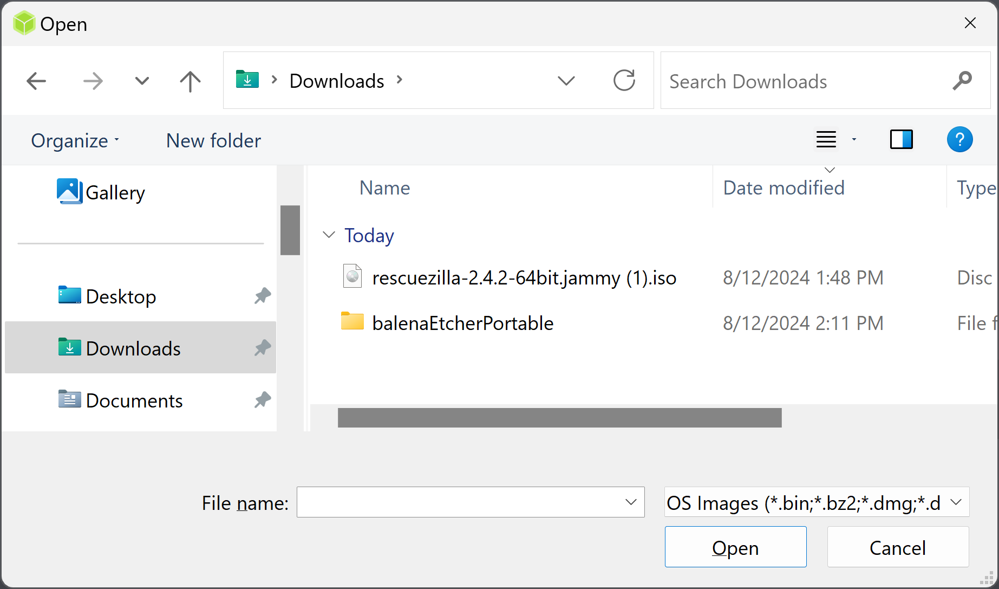 Open
Downloads
Search Downloads
Organize
New folder
?
Gallery
Desktop
Downloads
Documents
Name
Date modified
Type
Today
rescuezilla-2.4.2-64bit.jammy (1).iso
8/12/2024 1:48 PM
Disc
balenaEtcherPortable
8/12/2024 2:11 PM
File f
File name:
OS Images (*.bin;*.bz2;*.dmg;*.d
Open
Cancel